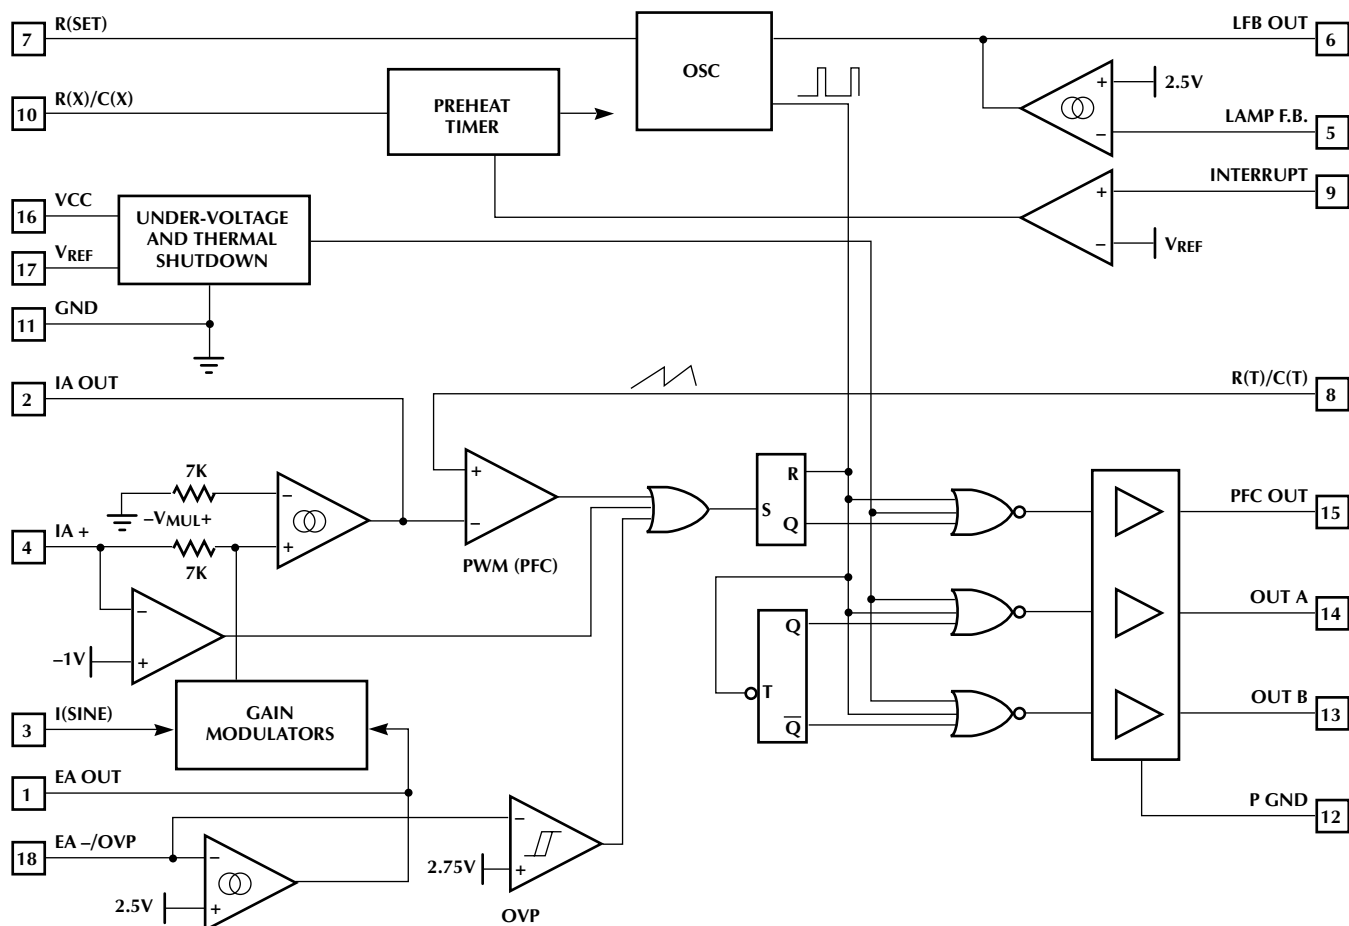 7
R(SET)
OSC
LFB OUT
6
+
2.5V
10
R(X)/C(X)
PREHEAT
TIMER
–
LAMP F.B.
5
INTERRUPT
9
+
–
VREF
16
VCC
UNDER-VOLTAGE
AND THERMAL
SHUTDOWN
17
VREF
11
GND
2
IA OUT
R(T)/C(T)
8
7K
–
–VMUL+
4
IA +
7K
+
+
–
PWM (PFC)
S
R
Q
PFC OUT
15
–
–1V
+
Q
T
Q
OUT A
14
3
I(SINE)
GAIN
MODULATORS
OUT B
13
1
EA OUT
P GND
12
18
EA –/OVP
–
2.5V
+
–
2.75V
+
OVP